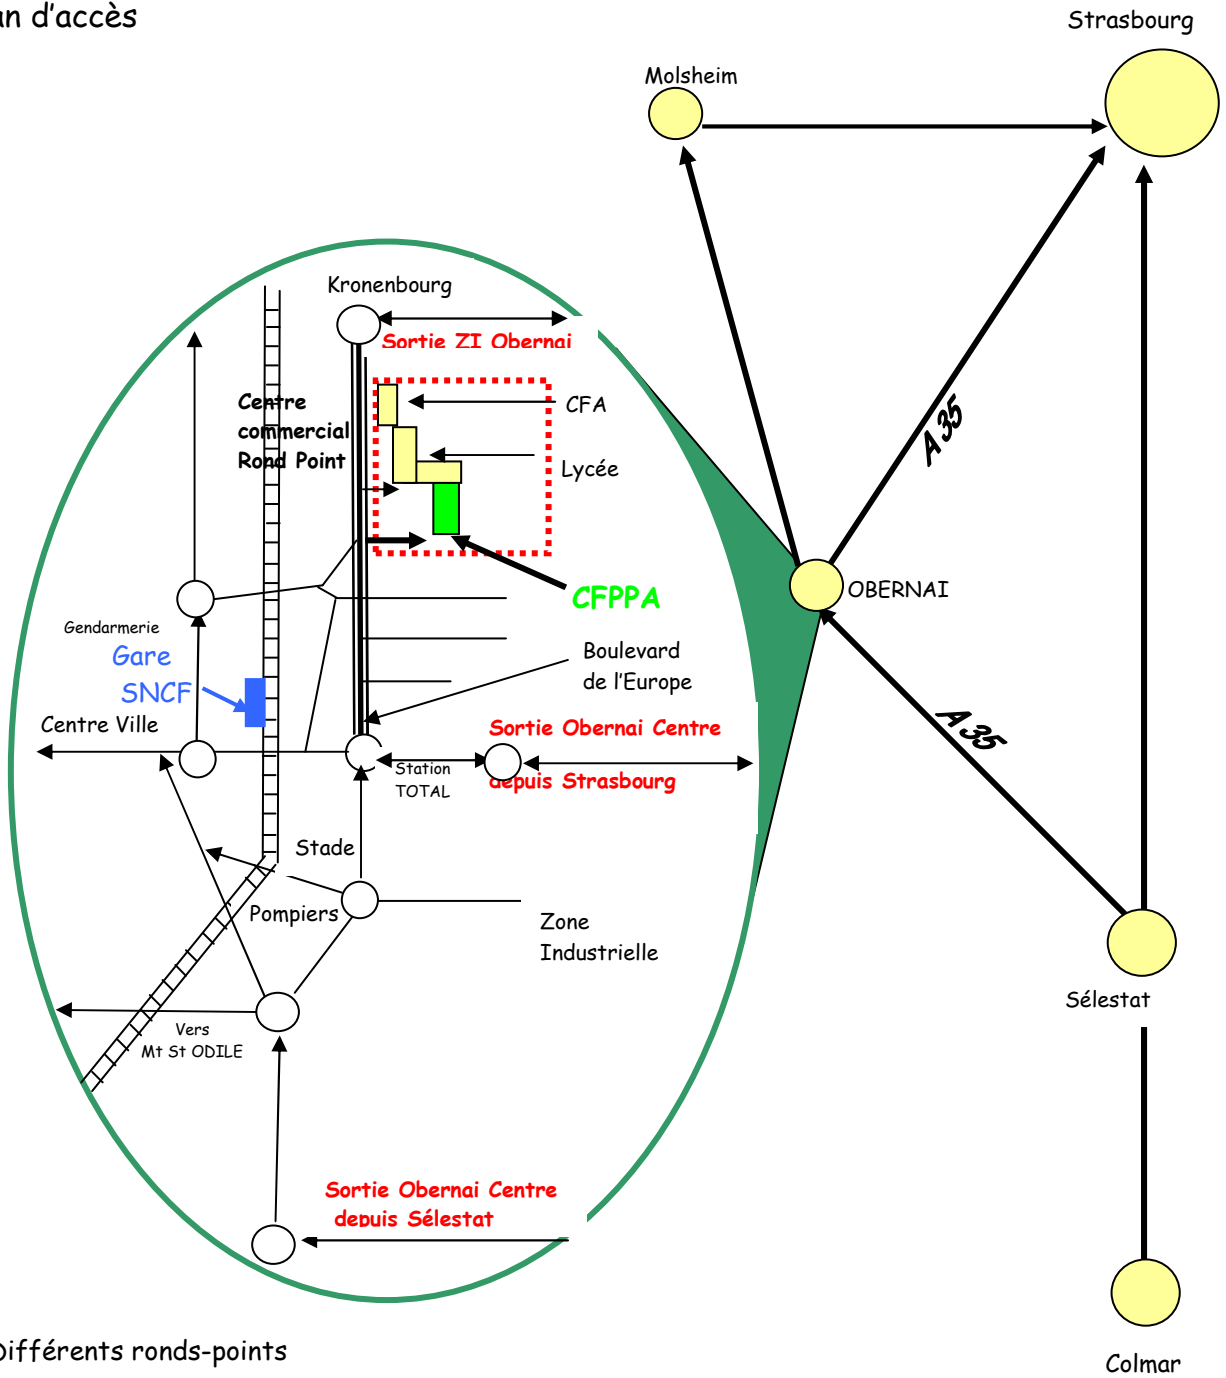 an d'accès
Strasbourg
Molsheim
Kronenbourg
Sortie ZI Obernai
Centre
commercial
Rond Point
CFA
Lycée
A 35
CFPPA
OBERNAI
Gendarmerie
Gare
SNCF
Boulevard
de l'Europe
Centre Ville
Sortie Obernai Centre
depuis Strasbourg
Station
TOTAL
A 35
Stade
Pompiers
Zone
Industrielle
Sélestat
Vers
Mt St ODILE
Sortie Obernai Centre
depuis Sélestat
Différents ronds-points
Colmar